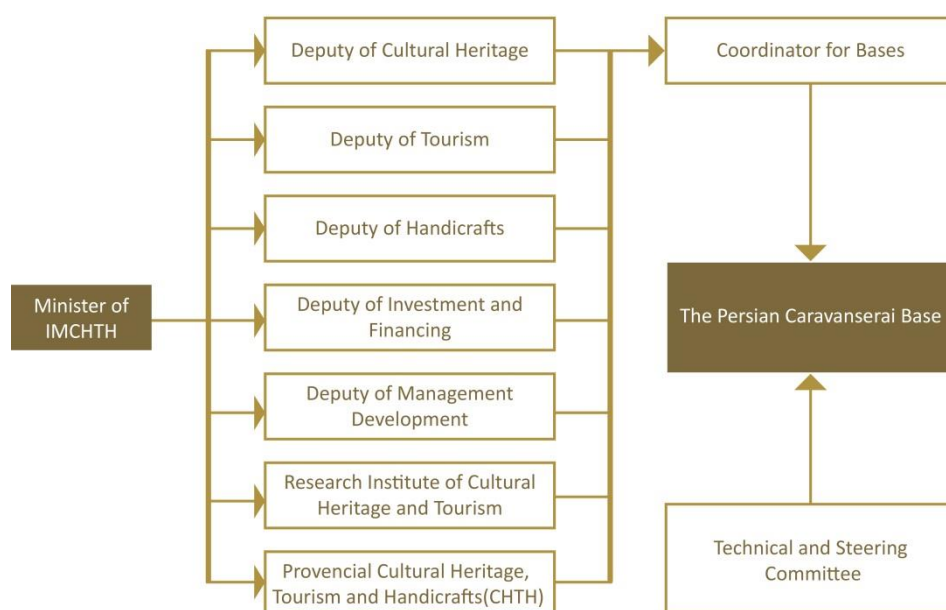 Minister of
IMCHTH
Deputy of Cultural Heritage
Deputy of Tourism
Deputy of Handicrafts
Deputy of Investment and
Financing
Deputy of Management
Development
Research Institute of Cultural
Heritage and Tourism
Provencial Cultural Heritage,
Tourism and Handicrafts(CHTH)
Coordinator for Bases
The Persian Caravanserai Base
Technical and Steering
Committee